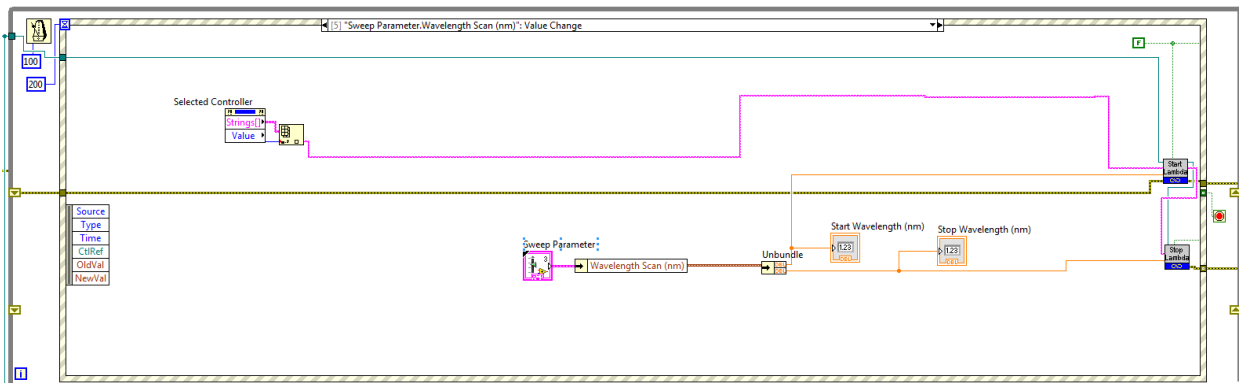 [5] "Sweep Parameter.Wavelength Scan (nm)": Value Change
100
200
F
Selected Controller
Strings[]
Value
Start
Lambda
Source
Type
Time
CtlRef
OldVal
NewVal
Sweep Parameter
3
Wavelength Scan (nm)
Unbundle
Start Wavelength (nm)
1.23
Stop Wavelength (nm)
1.23
Stop
Lambda
i